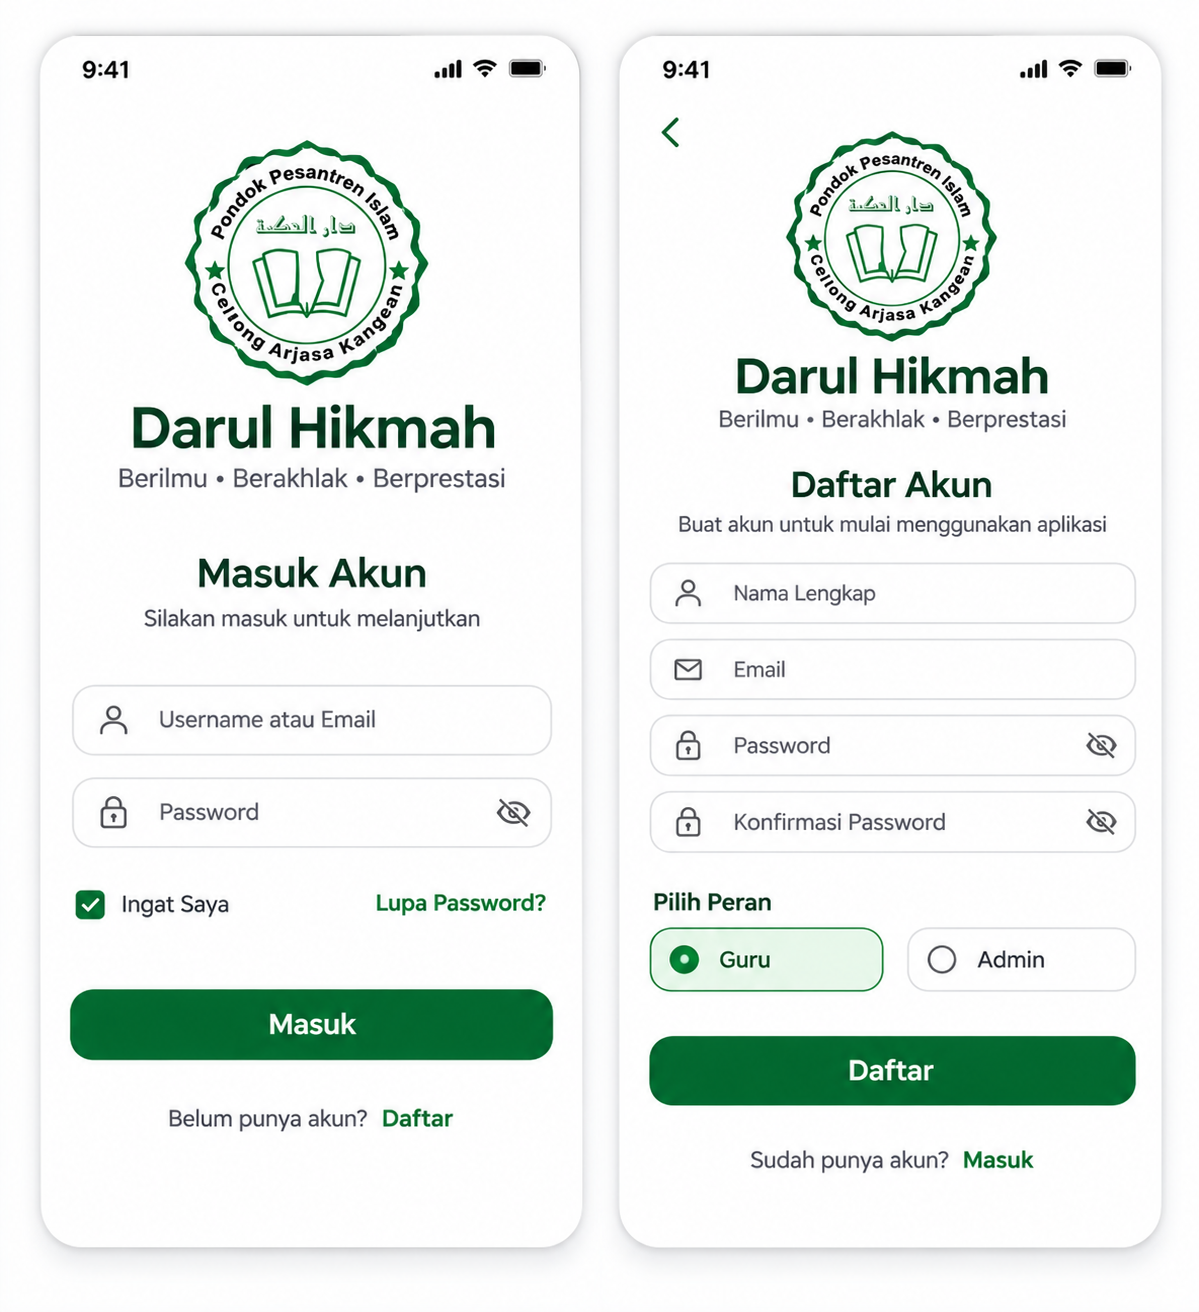 9:41
Pondok Pesantren Islam
دار الحكمة
Cellong Arjasa Kangean
Darul Hikmah
Berilmu • Berakhlak • Berprestasi
Masuk Akun
Silakan masuk untuk melanjutkan
Username atau Email
Password
Ingat Saya
Lupa Password?
Masuk
Belum punya akun? Daftar
9:41
Pondok Pesantren Islam
دار الحكمة
Cellong Arjasa Kangean
Darul Hikmah
Berilmu • Berakhlak • Berprestasi
Daftar Akun
Buat akun untuk mulai menggunakan aplikasi
Nama Lengkap
Email
Password
Konfirmasi Password
Pilih Peran
Guru
Admin
Daftar
Sudah punya akun? Masuk